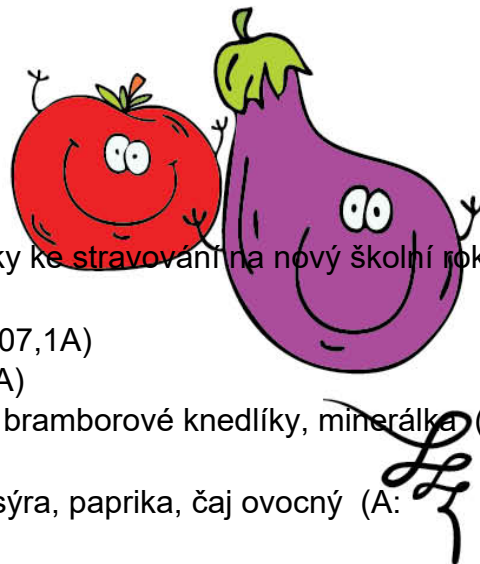 ky ke stravování na nový školní rok
07,1A)
A)
bramborové knedlíky, minerálka (
sýra, paprika, čaj ovocný (A: